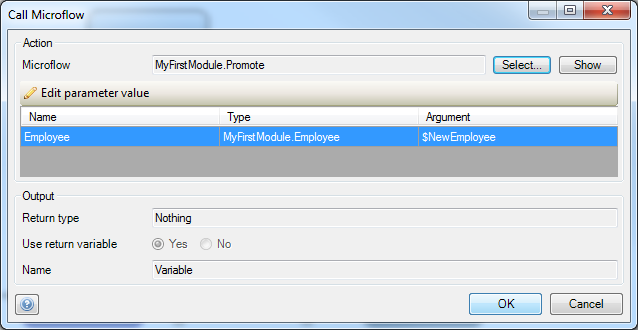 Call Microflow
Action
Microflow MyFirstModule.Promote Select... Show
Edit parameter value
Name Type Argument
Employee MyFirstModule.Employee $NewEmployee
Output
Return type Nothing
Use return variable Yes No
Name Variable
? OK Cancel